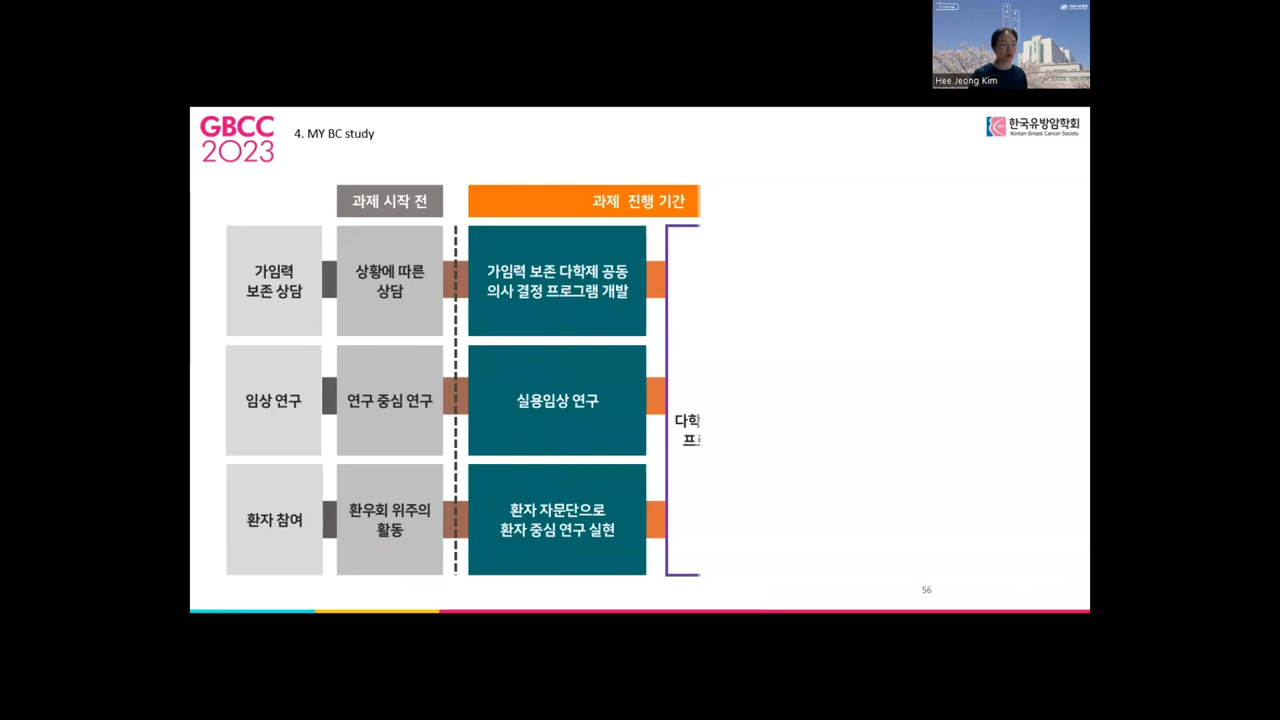 Hee Jeong Kim
GBCC
2023
4. MY BC study
한국유방암학회
Korean Breast Cancer Society
과제 시작 전
과제 진행 기간
가임력
보존 상담
상황에 따른
상담
가임력 보존 다학제 공동
의사 결정 프로그램 개발
임상 연구
연구 중심 연구
실용임상 연구
다학
환자 참여
환우회 위주의
활동
환자 자문단으로
환자 중심 연구 실현
56